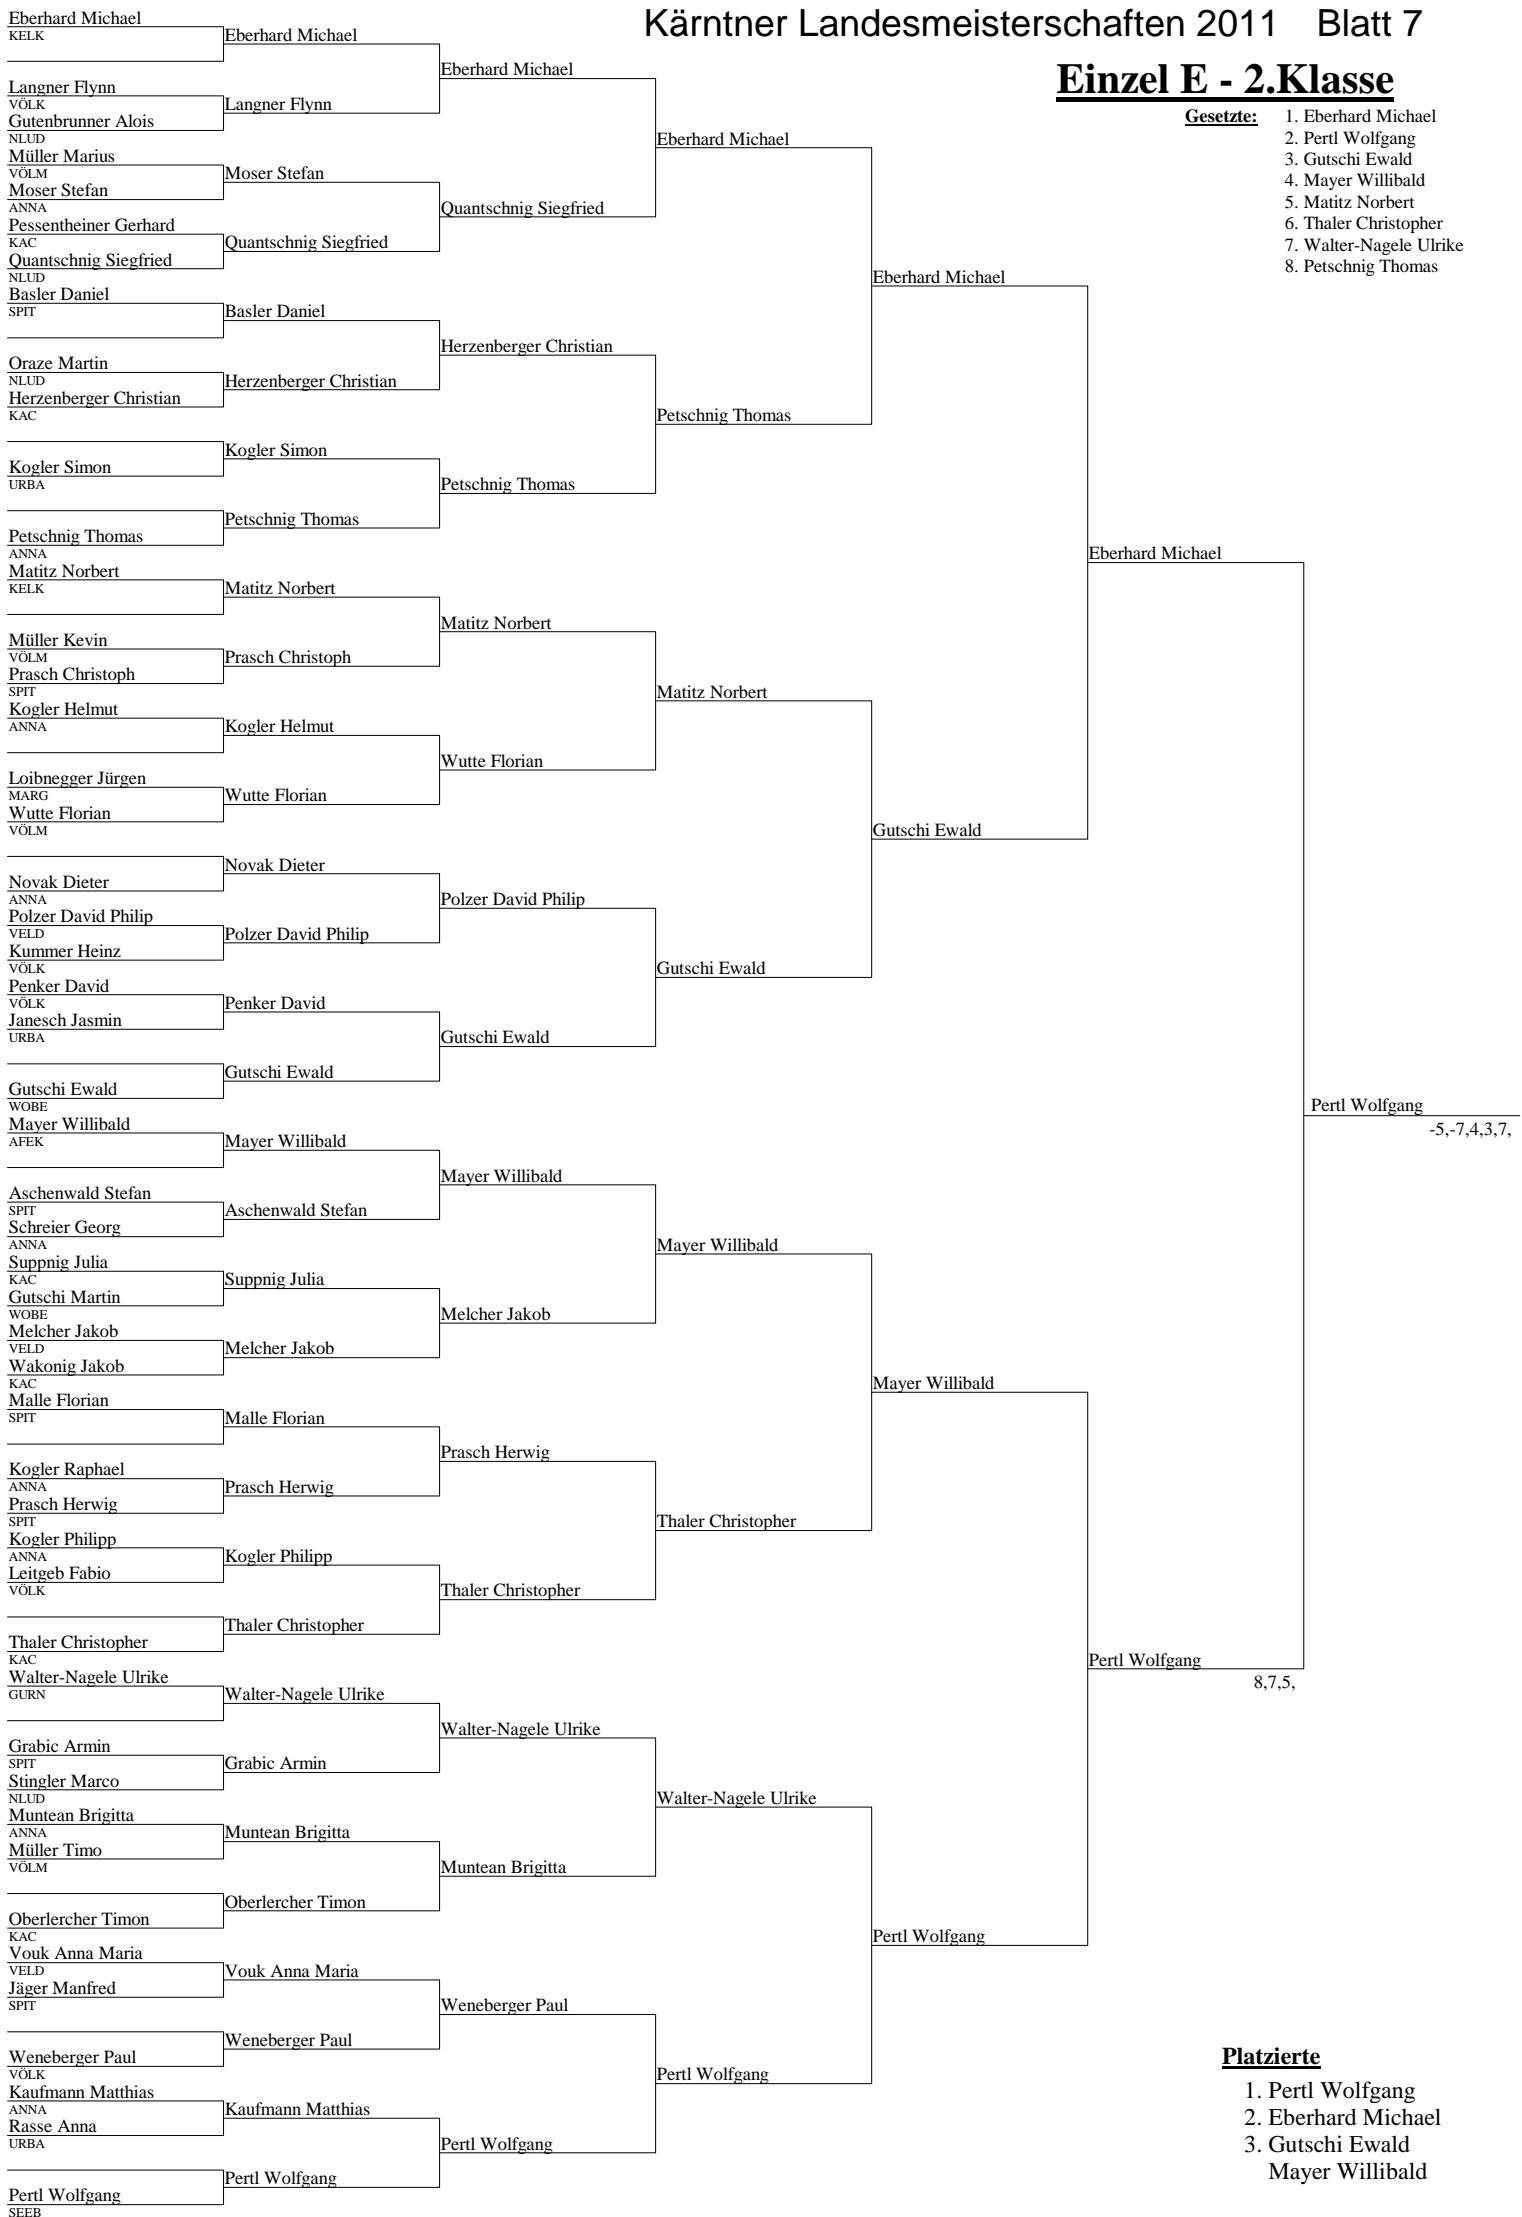 Kärntner Landesmeisterschaften 2011 Blatt 7
Einzel E - 2.Klasse
Gesetzte:
1. Eberhard Michael
2. Pertl Wolfgang
3. Gutschi Ewald
4. Mayer Willibald
5. Matitz Norbert
6. Thaler Christopher
7. Walter-Nagele Ulrike
8. Petschnig Thomas
Eberhard Michael
KELK
Langner Flynn
VÖLK
Gutenbrunner Alois
NLUD
Müller Marius
VÖLM
Moser Stefan
ANNA
Pessentheiner Gerhard
KAC
Quantschnig Siegfried
NLUD
Basler Daniel
SPIT
Oraze Martin
NLUD
Herzenberger Christian
KAC
Kogler Simon
URBA
Petschnig Thomas
ANNA
Matitz Norbert
KELK
Müller Kevin
VÖLM
Prasch Christoph
SPIT
Kogler Helmut
ANNA
Loibnegger Jürgen
MARG
Wutte Florian
VÖLM
Novak Dieter
ANNA
Polzer David Philip
VELD
Kummer Heinz
VÖLK
Penker David
VÖLK
Janesch Jasmin
URBA
Gutschi Ewald
WOBE
Mayer Willibald
AFEK
Aschenwald Stefan
SPIT
Schreier Georg
ANNA
Suppnig Julia
KAC
Gutschi Martin
WOBE
Melcher Jakob
VELD
Wakonig Jakob
KAC
Malle Florian
SPIT
Kogler Raphael
ANNA
Prasch Herwig
SPIT
Kogler Philipp
ANNA
Leitgeb Fabio
VÖLK
Thaler Christopher
KAC
Walter-Nagele Ulrike
GURN
Grabic Armin
SPIT
Stingler Marco
NLUD
Muntean Brigitta
ANNA
Müller Timo
VÖLM
Oberlercher Timon
KAC
Vouk Anna Maria
VELD
Jäger Manfred
SPIT
Weneberger Paul
VÖLK
Kaufmann Matthias
ANNA
Rasse Anna
URBA
Pertl Wolfgang
SEEB
Eberhard Michael
Langner Flynn
Moser Stefan
Quantschnig Siegfried
Basler Daniel
Herzenberger Christian
Kogler Simon
Petschnig Thomas
Matitz Norbert
Prasch Christoph
Kogler Helmut
Wutte Florian
Novak Dieter
Polzer David Philip
Penker David
Gutschi Ewald
Mayer Willibald
Aschenwald Stefan
Suppnig Julia
Melcher Jakob
Malle Florian
Prasch Herwig
Kogler Philipp
Thaler Christopher
Walter-Nagele Ulrike
Grabic Armin
Muntean Brigitta
Oberlercher Timon
Vouk Anna Maria
Weneberger Paul
Kaufmann Matthias
Pertl Wolfgang
Eberhard Michael
Quantschnig Siegfried
Herzenberger Christian
Petschnig Thomas
Matitz Norbert
Wutte Florian
Polzer David Philip
Gutschi Ewald
Mayer Willibald
Melcher Jakob
Prasch Herwig
Thaler Christopher
Walter-Nagele Ulrike
Muntean Brigitta
Weneberger Paul
Pertl Wolfgang
Eberhard Michael
Petschnig Thomas
Matitz Norbert
Gutschi Ewald
Mayer Willibald
Thaler Christopher
Walter-Nagele Ulrike
Pertl Wolfgang
Eberhard Michael
Gutschi Ewald
Mayer Willibald
Pertl Wolfgang
Eberhard Michael
Pertl Wolfgang
8,7,5,
Pertl Wolfgang
-5,-7,4,3,7,
Platzierte
1. Pertl Wolfgang
2. Eberhard Michael
3. Gutschi Ewald
Mayer Willibald